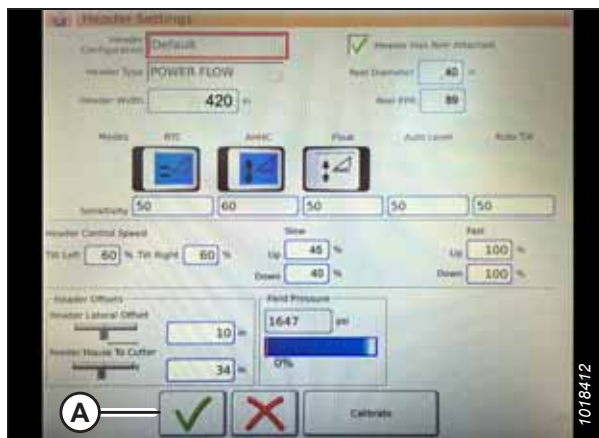 Header Settings
Header Configuration Default Header Has Reel Attached
Header Type POWER FLOW Reel Diameter 40 in
Header Width 420 in Reel PPR 89
Modes RTC AHHC Float Auto Level Auto Tilt
Sensitivity 50 60 50 50 50
Header Control Speed Slow Fast
Tilt Left 60 % Tilt Right 60 % Up 45 % Up 100 %
Down 40 % Down 100 %
Header Offsets Field Pressure
Header Lateral Offset 1647 psi
10 in
Feeder House To Cutter 0%
34 in
A Calibrate
1018412